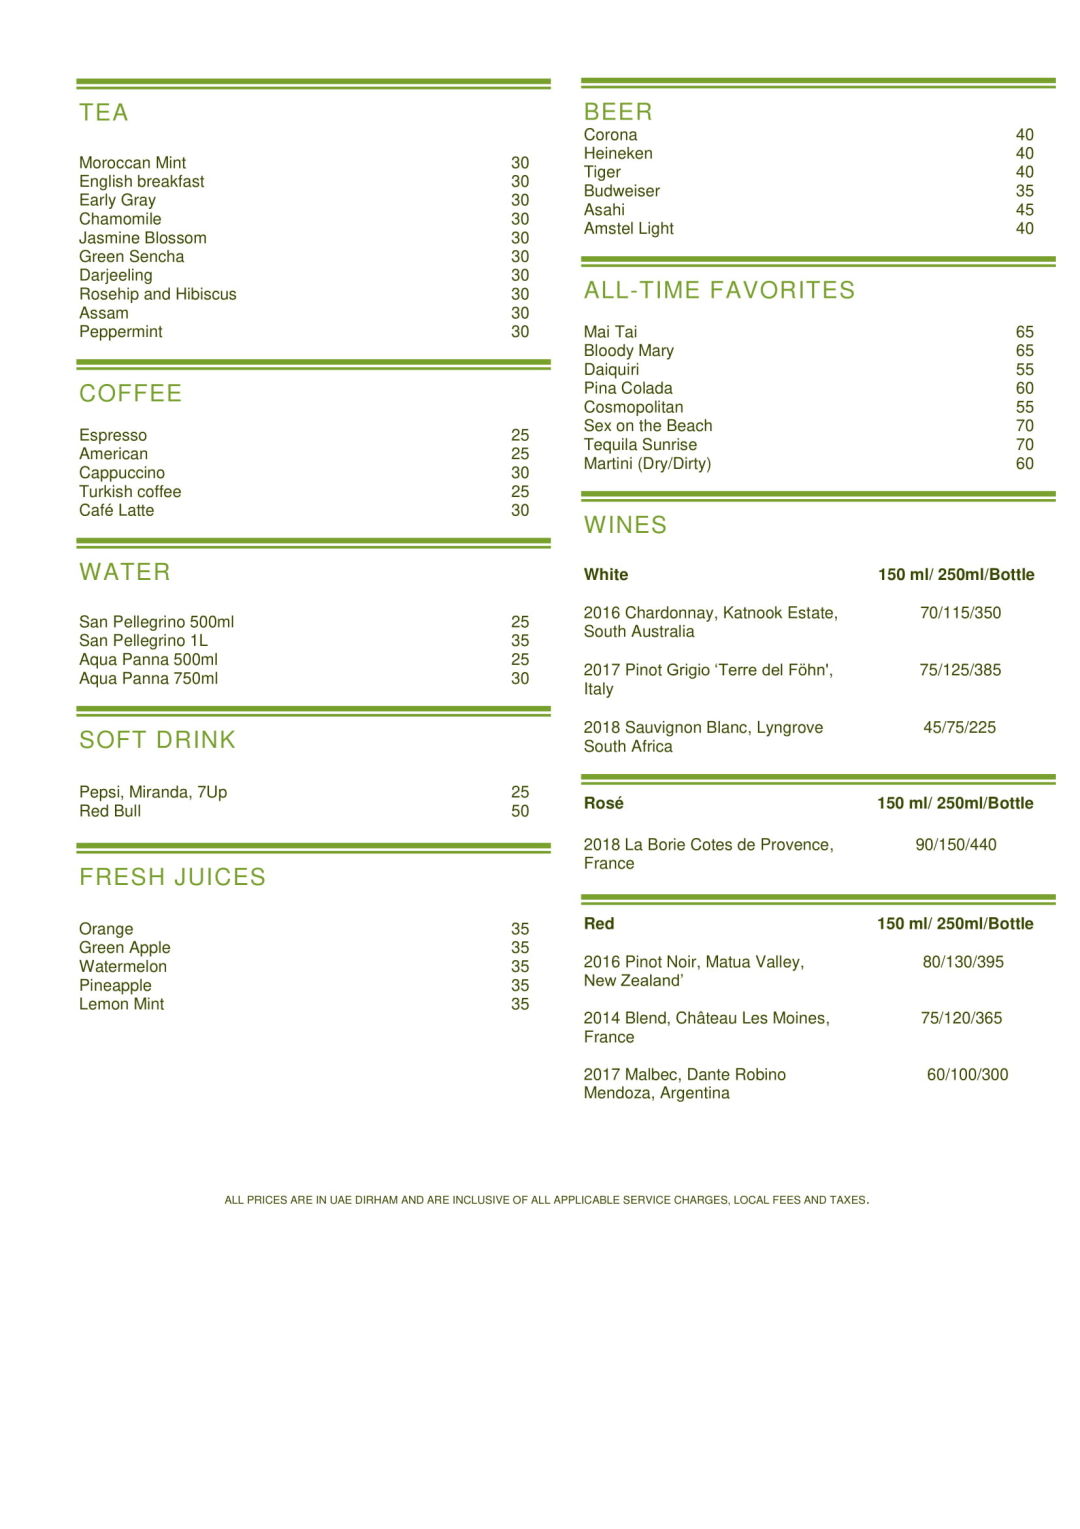 TEA
Moroccan Mint 30
English breakfast 30
Early Gray 30
Chamomile 30
Jasmine Blossom 30
Green Sencha 30
Darjeeling 30
Rosehip and Hibiscus 30
Assam 30
Peppermint 30
COFFEE
Espresso 25
American 25
Cappuccino 30
Turkish coffee 25
Café Latte 30
WATER
San Pellegrino 500ml 25
San Pellegrino 1L 35
Aqua Panna 500ml 25
Aqua Panna 750ml 30
SOFT DRINK
Pepsi, Miranda, 7Up 25
Red Bull 50
FRESH JUICES
Orange 35
Green Apple 35
Watermelon 35
Pineapple 35
Lemon Mint 35
BEER
Corona 40
Heineken 40
Tiger 40
Budweiser 35
Asahi 45
Amstel Light 40
ALL-TIME FAVORITES
Mai Tai 65
Bloody Mary 65
Daiquiri 55
Pina Colada 60
Cosmopolitan 55
Sex on the Beach 70
Tequila Sunrise 70
Martini (Dry/Dirty) 60
WINES
White 150 ml/ 250ml/Bottle
2016 Chardonnay, Katnook Estate, 70/115/350
South Australia
2017 Pinot Grigio ‘Terre del Föhn', 75/125/385
Italy
2018 Sauvignon Blanc, Lyngrove 45/75/225
South Africa
Rosé 150 ml/ 250ml/Bottle
2018 La Borie Cotes de Provence, 90/150/440
France
Red 150 ml/ 250ml/Bottle
2016 Pinot Noir, Matua Valley, 80/130/395
New Zealand’
2014 Blend, Château Les Moines, 75/120/365
France
2017 Malbec, Dante Robino 60/100/300
Mendoza, Argentina
ALL PRICES ARE IN UAE DIRHAM AND ARE INCLUSIVE OF ALL APPLICABLE SERVICE CHARGES, LOCAL FEES AND TAXES.